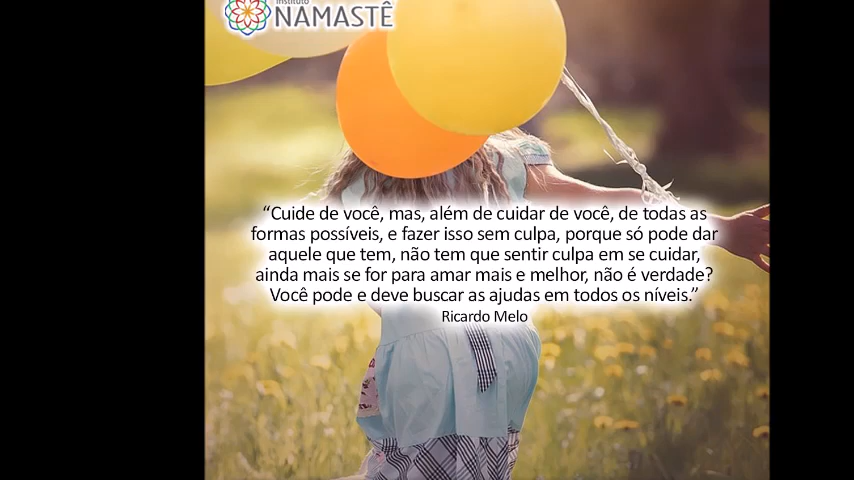 Instituto
NAMASTÊ
“Cuide de você, mas, além de cuidar de você, de todas as
formas possíveis, e fazer isso sem culpa, porque só pode dar
aquele que tem, não tem que sentir culpa em se cuidar,
ainda mais se for para amar mais e melhor, não é verdade?
Você pode e deve buscar as ajudas em todos os níveis.”
Ricardo Melo